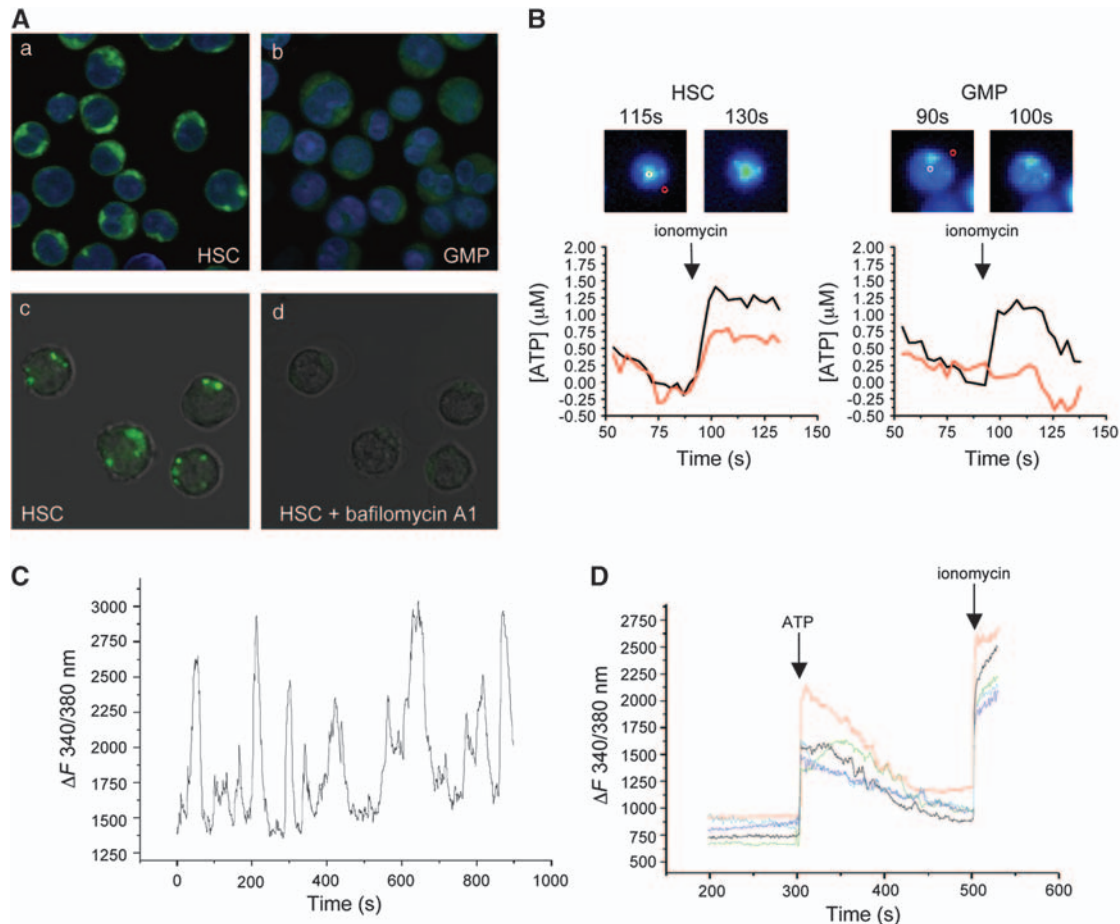 A
a
HSC
b
GMP
c
HSC
d
HSC + bafilomycin A1
B
HSC
115s
130s
ionomycin
[ATP] (µM)
2.00
1.75
1.50
1.25
1.00
0.75
0.50
0.25
0.00
-0.25
-0.50
50
75
100
125
150
Time (s)
GMP
90s
100s
ionomycin
[ATP] (µM)
2.00
1.75
1.50
1.25
1.00
0.75
0.50
0.25
0.00
-0.25
-0.50
50
75
100
125
150
Time (s)
C
ΔF 340/380 nm
3000
2750
2500
2250
2000
1750
1500
1250
0
200
400
600
800
1000
Time (s)
D
ATP
ionomycin
ΔF 340/380 nm
2750
2500
2250
2000
1750
1500
1250
1000
750
500
200
300
400
500
600
Time (s)